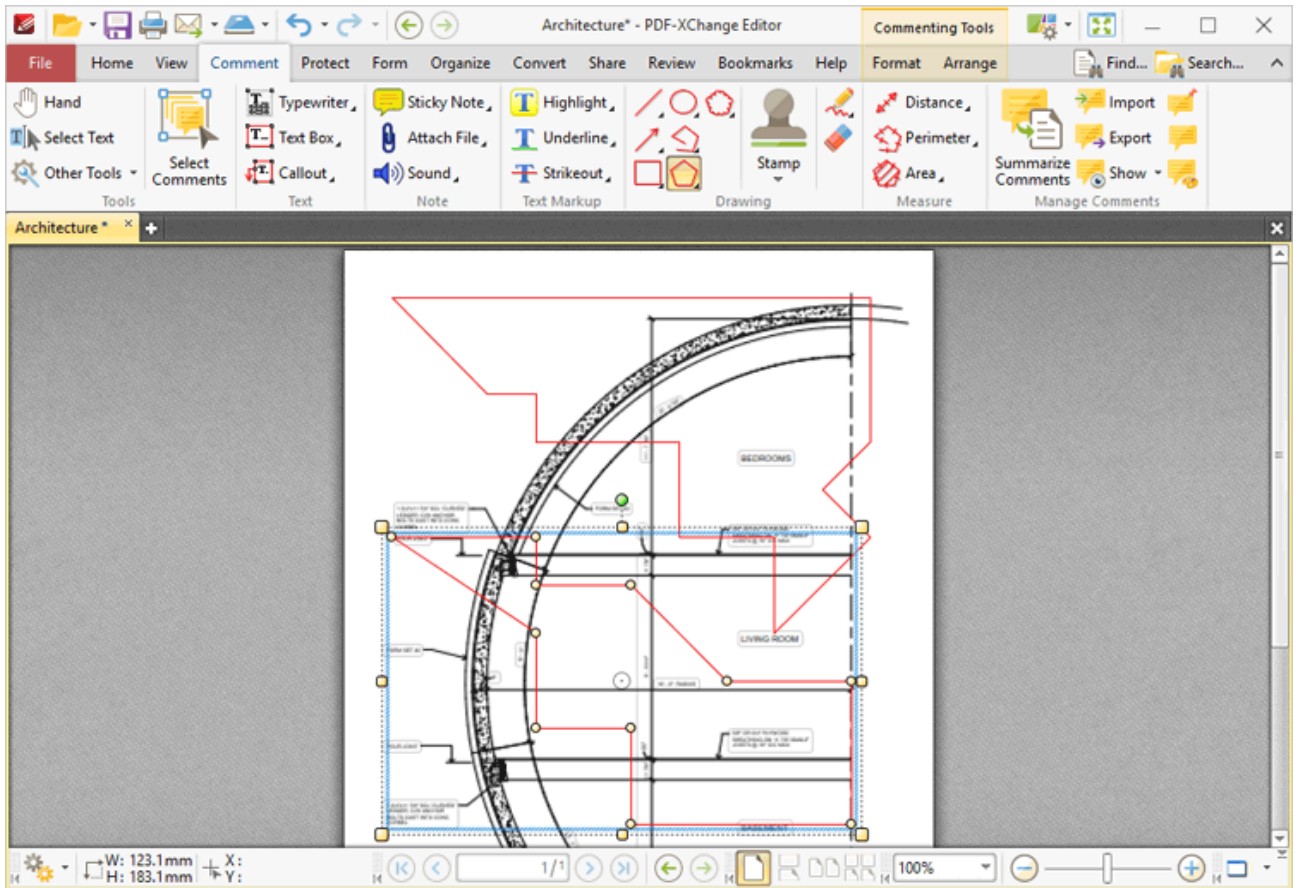 Architecture* - PDF-XChange Editor
Commenting Tools
File Home View Comment Protect Form Organize Convert Share Review Bookmarks Help Format Arrange Find... Search...
Hand
Select Text
Other Tools
Select Comments
Tools
Typewriter
Text Box
Callout
Text
Sticky Note
Attach File
Sound
Note
Highlight
Underline
Strikeout
Text Markup
Stamp
Drawing
Distance
Perimeter
Area
Measure
Summarize Comments
Import
Export
Show
Manage Comments
Architecture *
BEDROOMS
LIVING ROOM
BASEMENT
W: 123.1mm
H: 183.1mm
X:
Y:
1/1
100%